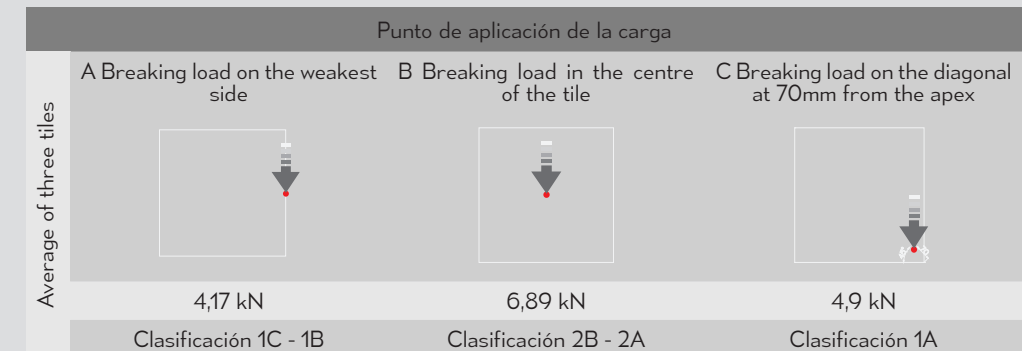 Punto de aplicación de la carga
Average of three tiles
A Breaking load on the weakest
side
B Breaking load in the centre
of the tile
C Breaking load on the diagonal
at 70mm from the apex
4,17 kN
6,89 kN
4,9 kN
Clasificación 1C - 1B
Clasificación 2B - 2A
Clasificación 1A